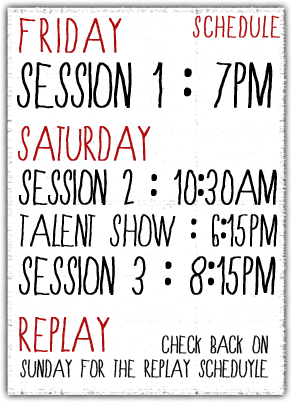 SCHEDULE
FRIDAY
SESSION 1 : 7PM
SATURDAY
SESSION 2 : 10:30AM
TALENT SHOW : 6:15PM
SESSION 3 : 8:15PM
REPLAY
CHECK BACK ON
SUNDAY FOR THE REPLAY SCHEDUYLE